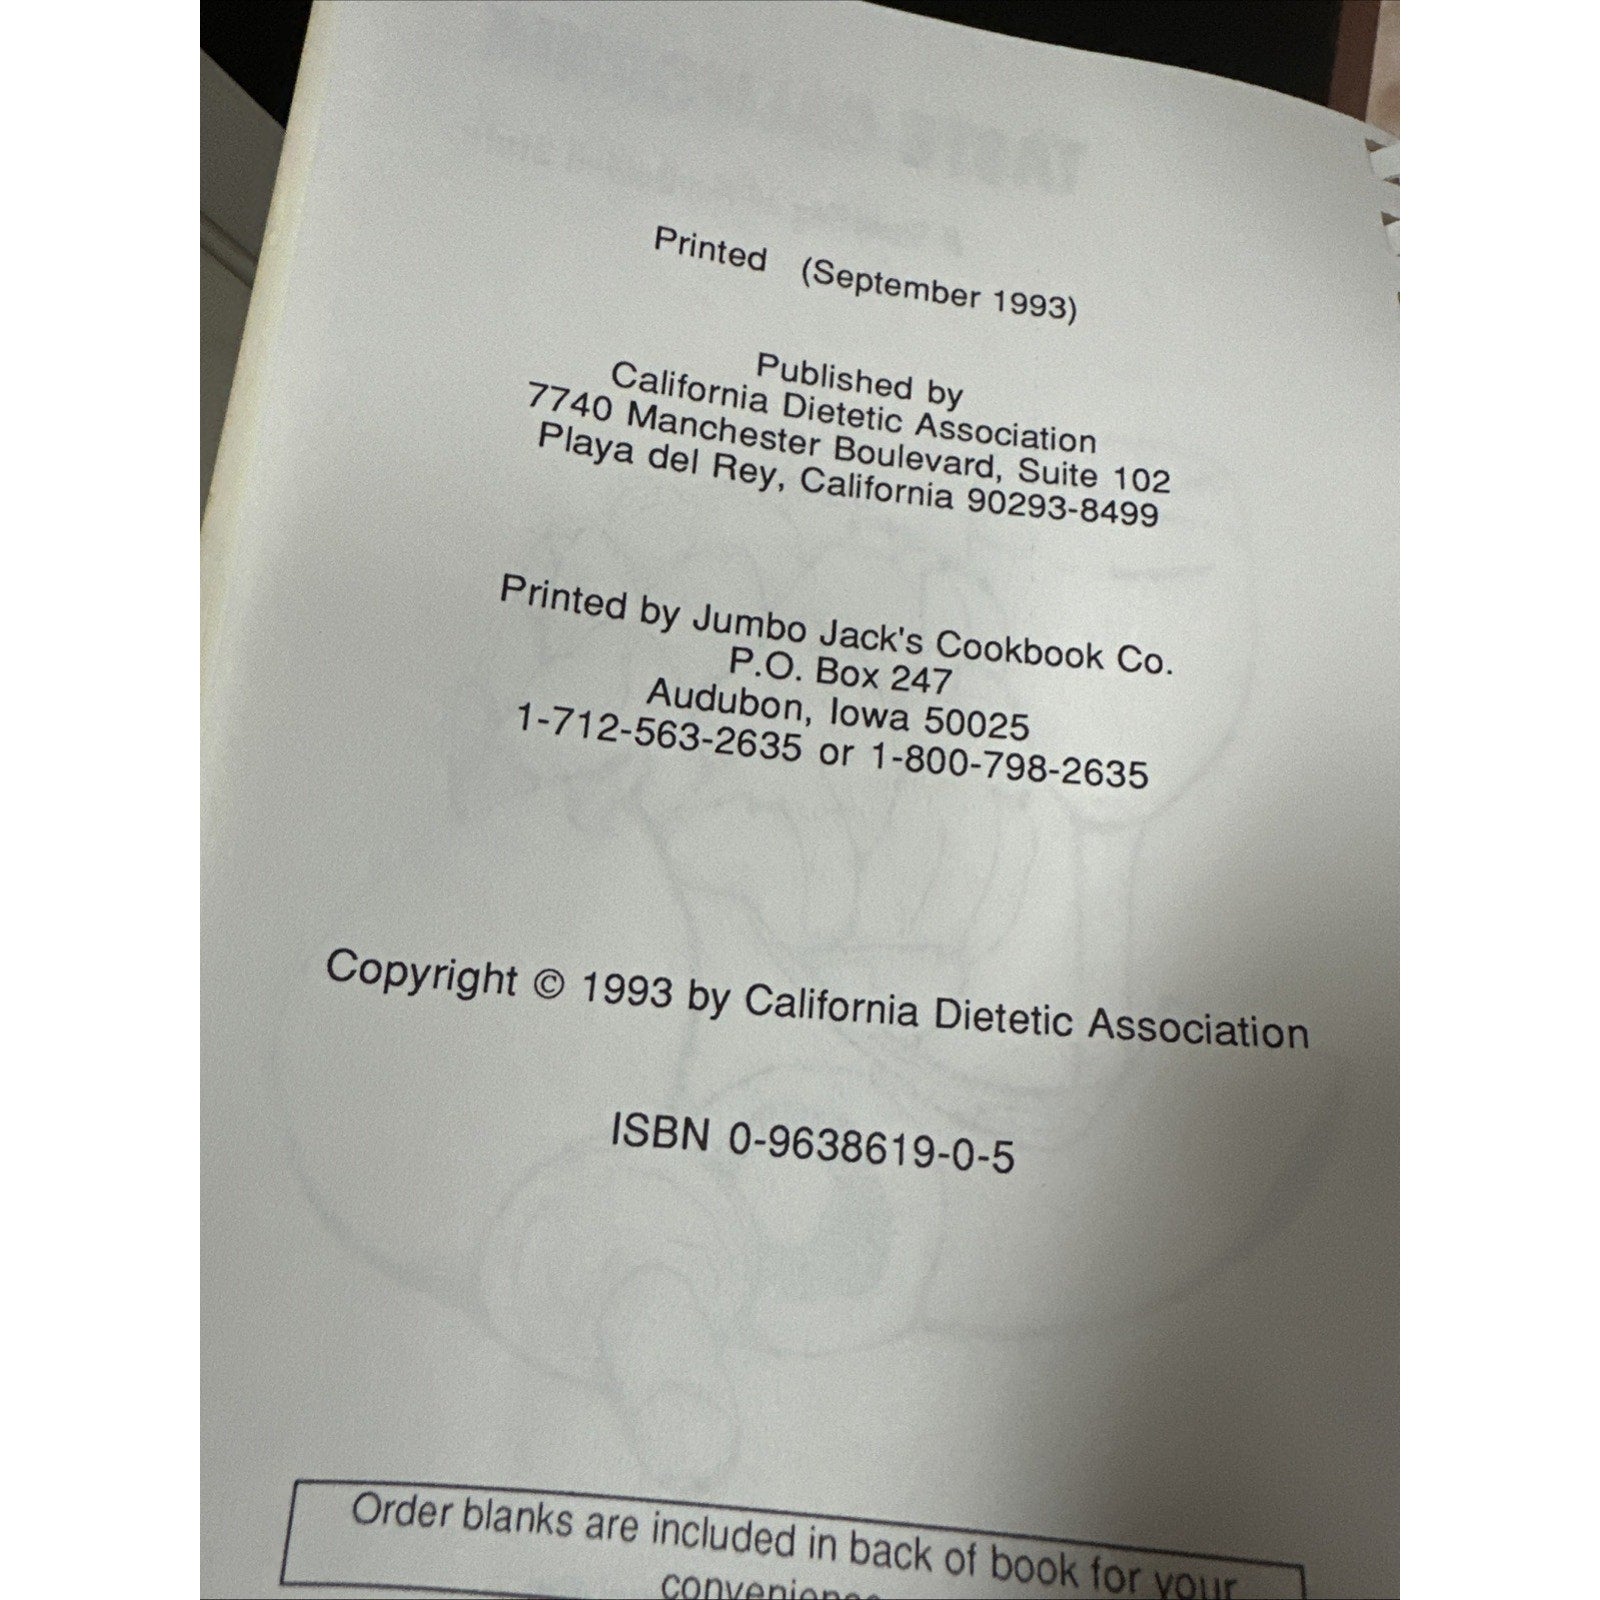 Printed (September 1993)
Published by
California Dietetic Association
7740 Manchester Boulevard, Suite 102
Playa del Rey, California 90293-8499
Printed by Jumbo Jack's Cookbook Co.
P.O. Box 247
Audubon, Iowa 50025
1-712-563-2635 or 1-800-798-2635
Copyright © 1993 by California Dietetic Association
ISBN 0-9638619-0-5
Order blanks are included in back of book for your